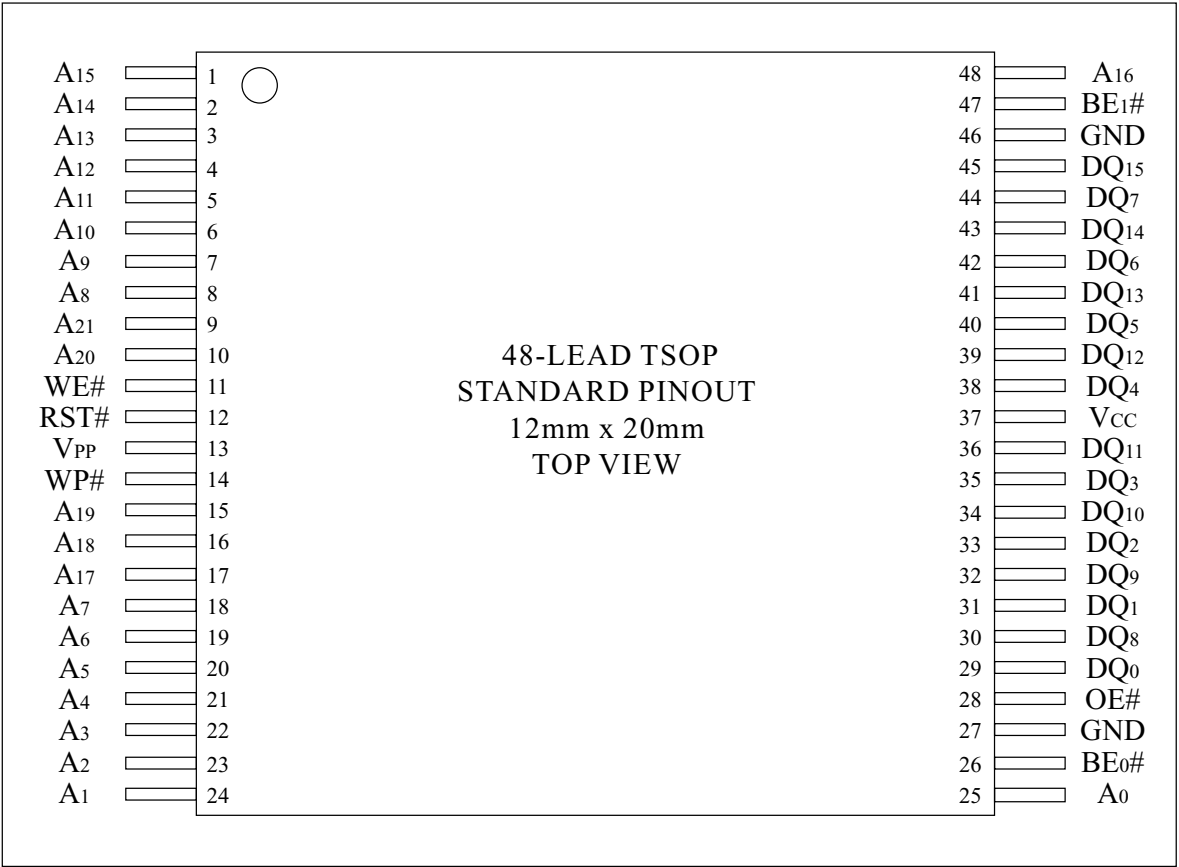 A15 1 48 A16
A14 2 47 BE1#
A13 3 46 GND
A12 4 45 DQ15
A11 5 44 DQ7
A10 6 43 DQ14
A9 7 42 DQ6
A8 8 41 DQ13
A21 9 40 DQ5
A20 10 39 DQ12
WE# 11 38 DQ4
RST# 12 37 VCC
VPP 13 36 DQ11
WP# 14 35 DQ3
A19 15 34 DQ10
A18 16 33 DQ2
A17 17 32 DQ9
A7 18 31 DQ1
A6 19 30 DQ8
A5 20 29 DQ0
A4 21 28 OE#
A3 22 27 GND
A2 23 26 BE0#
A1 24 25 A0
48-LEAD TSOP
STANDARD PINOUT
12mm x 20mm
TOP VIEW